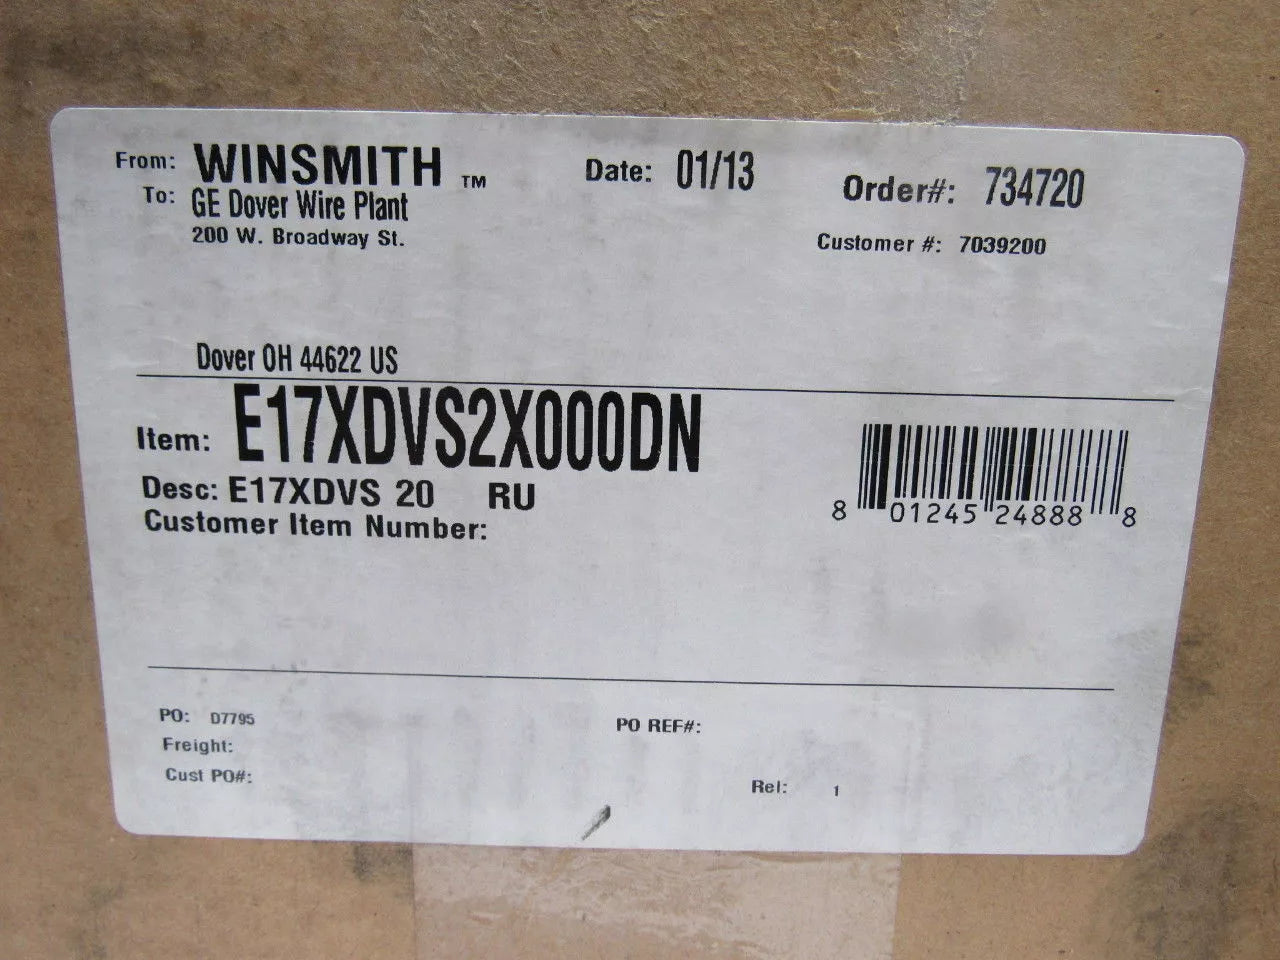 From: WINSMITH ™ Date: 01/13 Order#: 734720
To: GE Dover Wire Plant
200 W. Broadway St. Customer #: 7039200
Dover OH 44622 US
Item: E17XDVS2X000DN
Desc: E17XDVS 20 RU
Customer Item Number:
8 01245 24888 8
PO: D7795 PO REF#:
Freight:
Cust PO#: Rel: 1